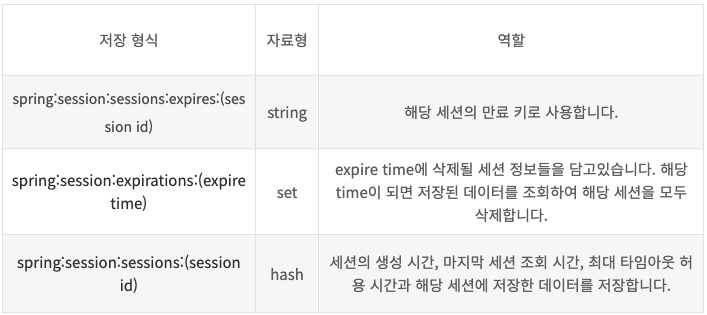 저장 형식 자료형 역할
spring:session:sessions:expires:(ses
sion id)
string
해당 세션의 만료 키로 사용합니다.
spring:session:expirations:(expire
time)
set
expire time에 삭제될 세션 정보들을 담고있습니다. 해당
time이 되면 저장된 데이터를 조회하여 해당 세션을 모두
삭제합니다.
spring:session:sessions:(session
id)
hash
세션의 생성 시간, 마지막 세션 조회 시간, 최대 타임아웃 허
용 시간과 해당 세션에 저장한 데이터를 저장합니다.